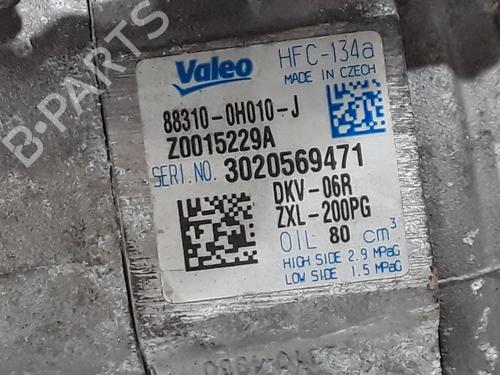 Valeo HFC-134a
MADE IN CZECH
88310-0H010-J
Z0015229A
SERI.NO. 3020569471
DKV-06R
ZXL-200PG
OIL 80 cm³
HIGH SIDE 2.9 MPaG
LOW SIDE 1.5 MPaG
B-PARTS